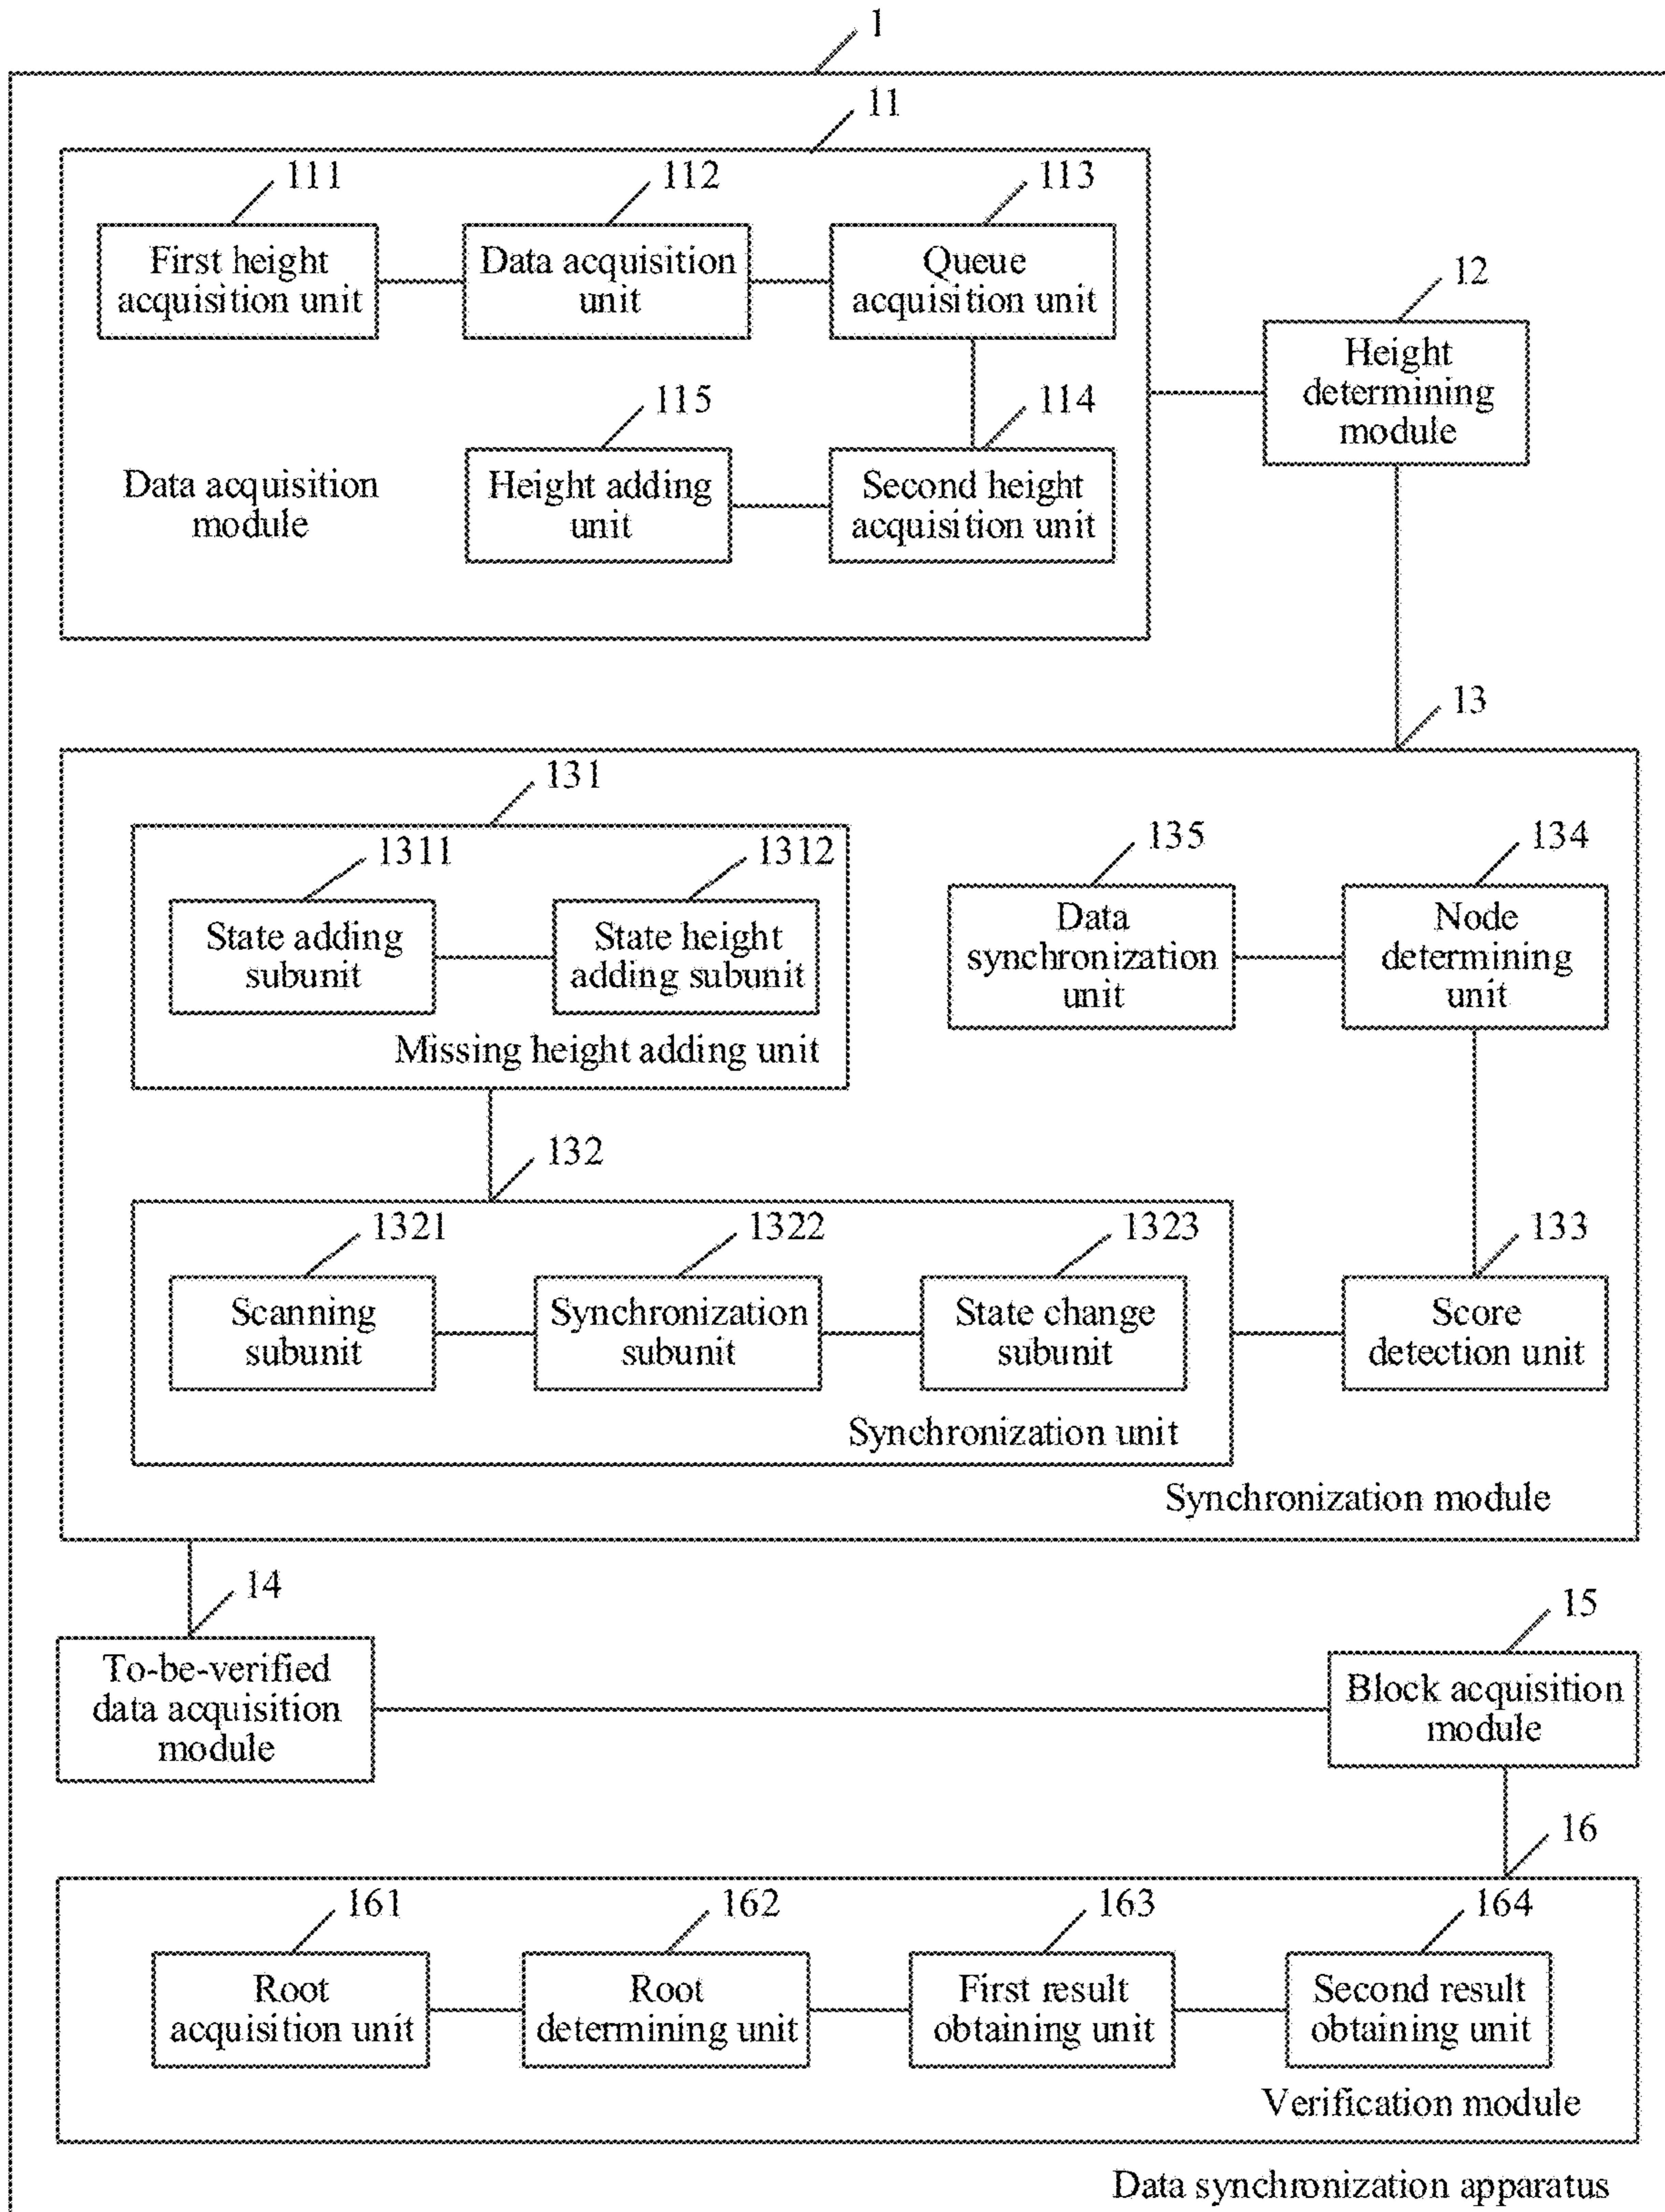 1
11
111
112
113
First height
acquisition unit
Data acquisition
unit
Queue
acquisition unit
12
Height
determining
module
115
114
Data acquisition
module
Height adding
unit
Second height
acquisition unit
13
131
1311
1312
State adding
subunit
State height
adding subunit
Missing height adding unit
135
134
Data
synchronization
unit
Node
determining
unit
132
1321
1322
1323
Scanning
subunit
Synchronization
subunit
State change
subunit
Synchronization unit
133
Score
detection unit
Synchronization module
14
To-be-verified
data acquisition
module
15
Block acquisition
module
16
161
162
163
164
Root
acquisition unit
Root
determining unit
First result
obtaining unit
Second result
obtaining unit
Verification module
Data synchronization apparatus